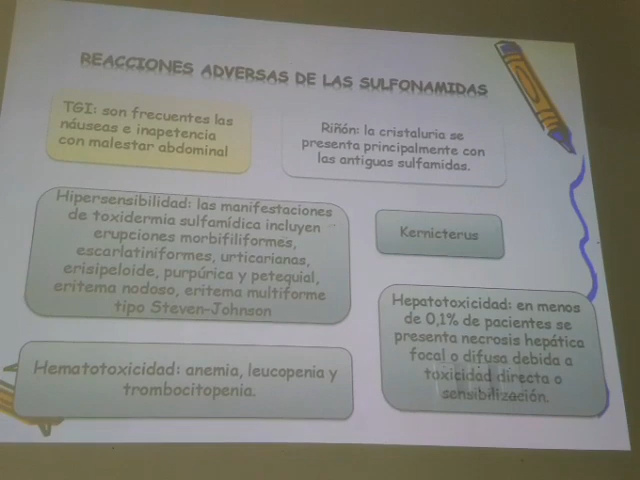 REACCIONES ADVERSAS DE LAS SULFONAMIDAS
TGI: son frecuentes las
náuseas e inapetencia
con malestar abdominal
Riñón: la cristaluria se
presenta principalmente con
las antiguas sulfamidas.
Hipersensibilidad: las manifestaciones
de toxidermia sulfamídica incluyen
erupciones morbifiliformes,
escarlatiniformes, urticarianas,
erisipeloide, purpúrica y petequial,
eritema nodoso, eritema multiforme
tipo Steven-Johnson
Kernicterus
Hepatotoxicidad: en menos
de 0,1% de pacientes se
presenta necrosis hepática
focal o difusa debida a
toxicidad directa o
sensibilización.
Hematotoxicidad: anemia, leucopenia y
trombocitopenia.